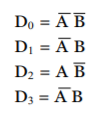 D₀ = A̅ B̅
D₁ = A̅ B
D₂ = A B̅
D₃ = A̅ B